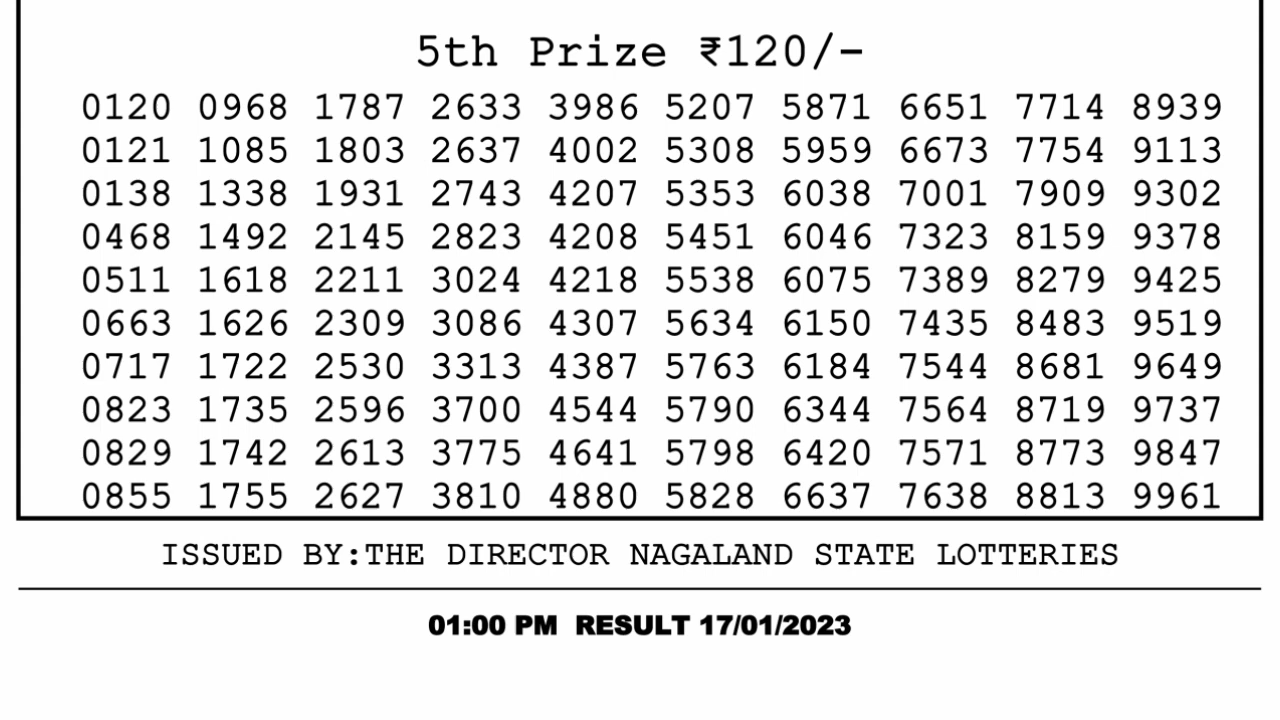 5th Prize ₹120/-
0120 0968 1787 2633 3986 5207 5871 6651 7714 8939
0121 1085 1803 2637 4002 5308 5959 6673 7754 9113
0138 1338 1931 2743 4207 5353 6038 7001 7909 9302
0468 1492 2145 2823 4208 5451 6046 7323 8159 9378
0511 1618 2211 3024 4218 5538 6075 7389 8279 9425
0663 1626 2309 3086 4307 5634 6150 7435 8483 9519
0717 1722 2530 3313 4387 5763 6184 7544 8681 9649
0823 1735 2596 3700 4544 5790 6344 7564 8719 9737
0829 1742 2613 3775 4641 5798 6420 7571 8773 9847
0855 1755 2627 3810 4880 5828 6637 7638 8813 9961
ISSUED BY:THE DIRECTOR NAGALAND STATE LOTTERIES
01:00 PM RESULT 17/01/2023